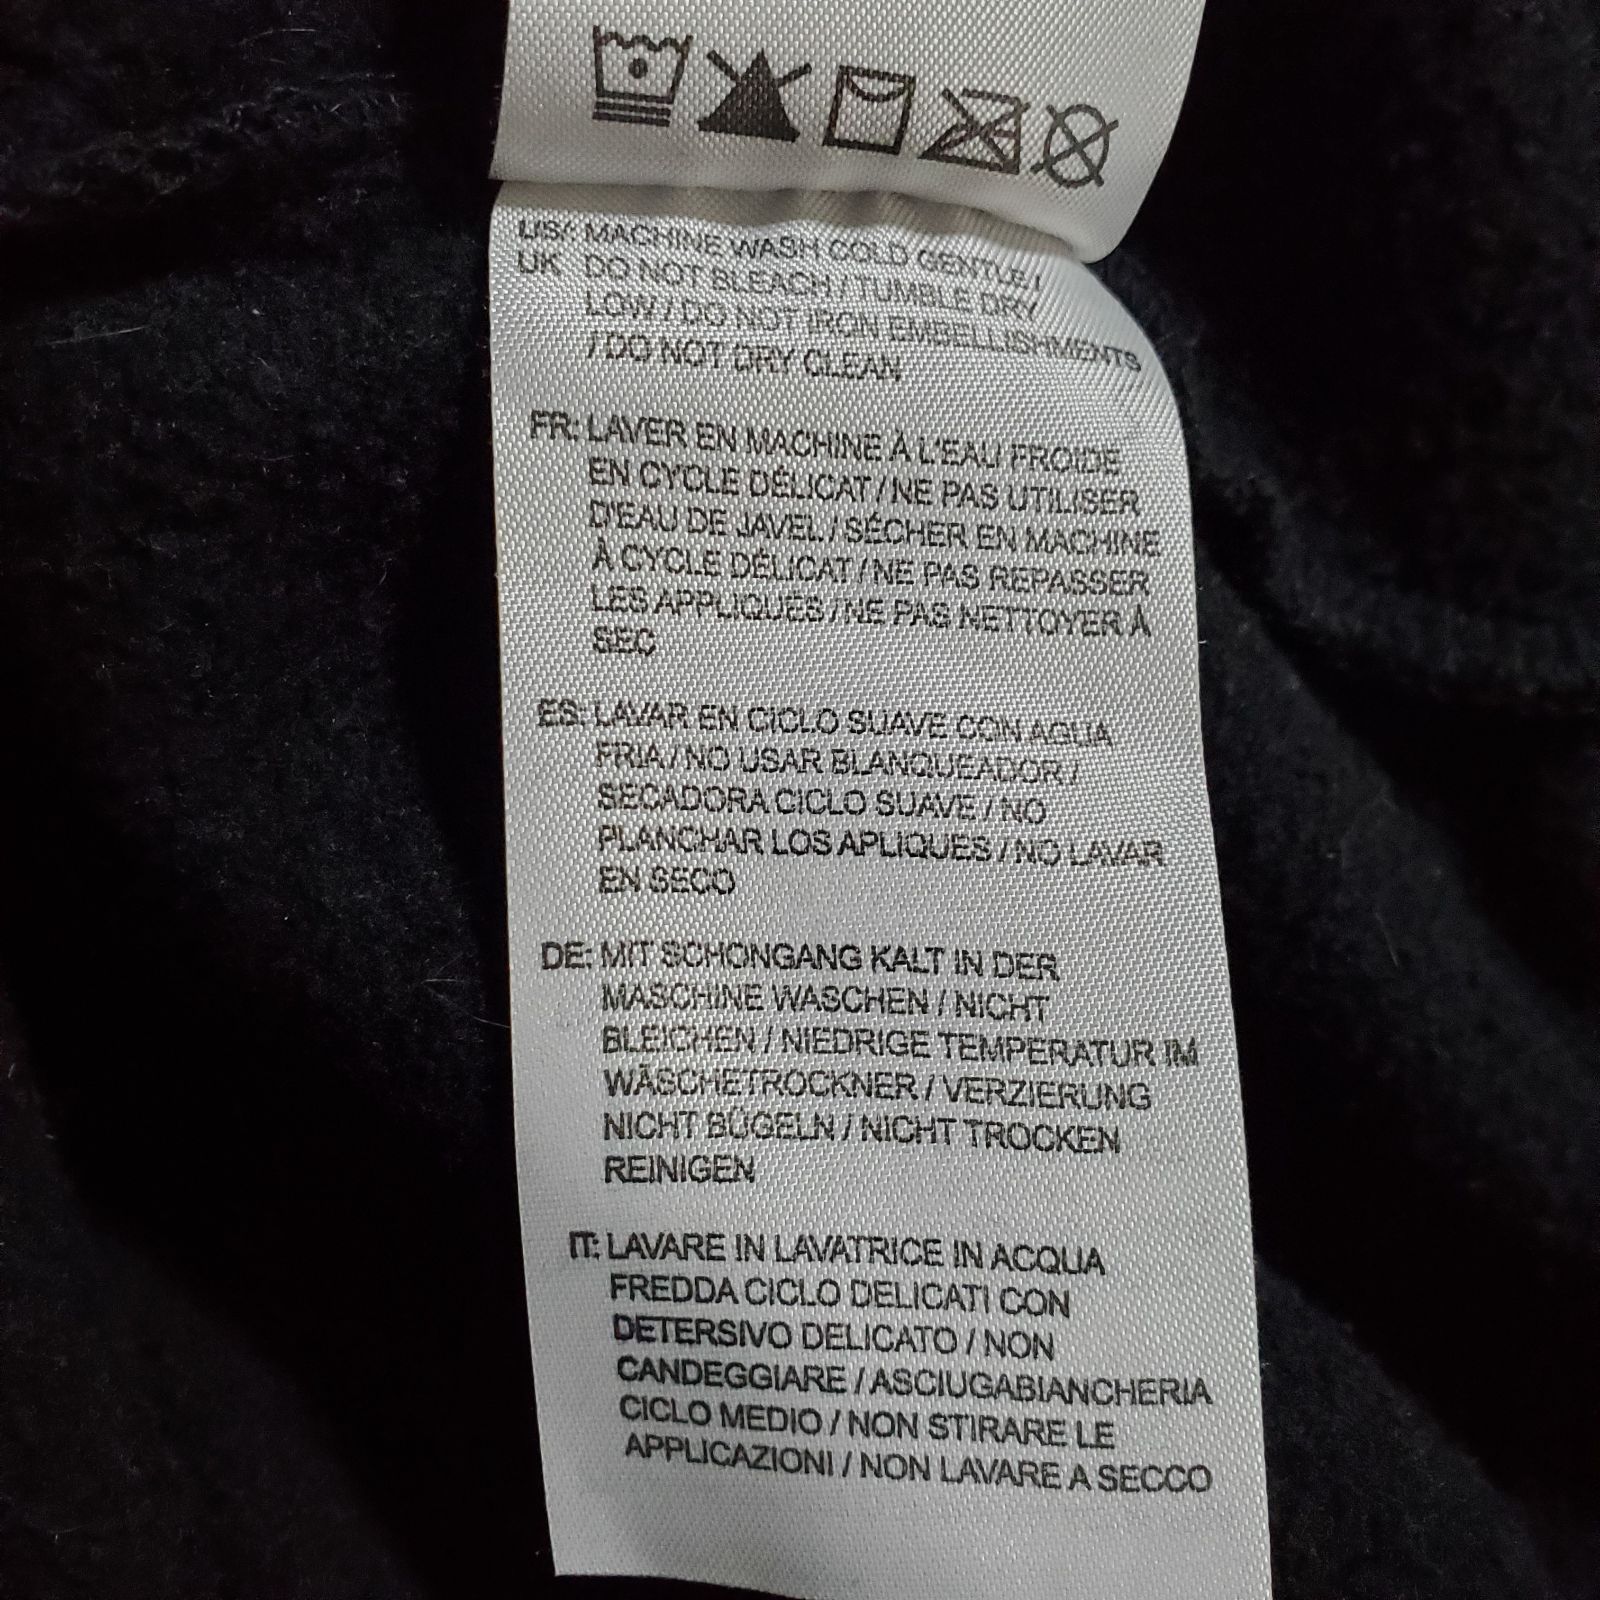 USA: MACHINE WASH COLD GENTLE /
UK DO NOT BLEACH / TUMBLE DRY
LOW / DO NOT IRON EMBELLISHMENTS
/ DO NOT DRY CLEAN
FR: LAVER EN MACHINE À L'EAU FROIDE
EN CYCLE DÉLICAT / NE PAS UTILISER
D'EAU DE JAVEL / SÉCHER EN MACHINE
À CYCLE DÉLICAT / NE PAS REPASSER
LES APPLIQUES / NE PAS NETTOYER À
SEC
ES: LAVAR EN CICLO SUAVE CON AGUA
FRIA / NO USAR BLANQUEADOR /
SECADORA CICLO SUAVE / NO
PLANCHAR LOS APLIQUES / NO LAVAR
EN SECO
DE: MIT SCHONGANG KALT IN DER
MASCHINE WASCHEN / NICHT
BLEICHEN / NIEDRIGE TEMPERATUR IM
WÄSCHETROCKNER / VERZIERUNG
NICHT BÜGELN / NICHT TROCKEN
REINIGEN
IT: LAVARE IN LAVATRICE IN ACQUA
FREDDA CICLO DELICATI CON
DETERSIVO DELICATO / NON
CANDEGGIARE / ASCIUGABIANCHERIA
CICLO MEDIO / NON STIRARE LE
APPLICAZIONI / NON LAVARE A SECCO